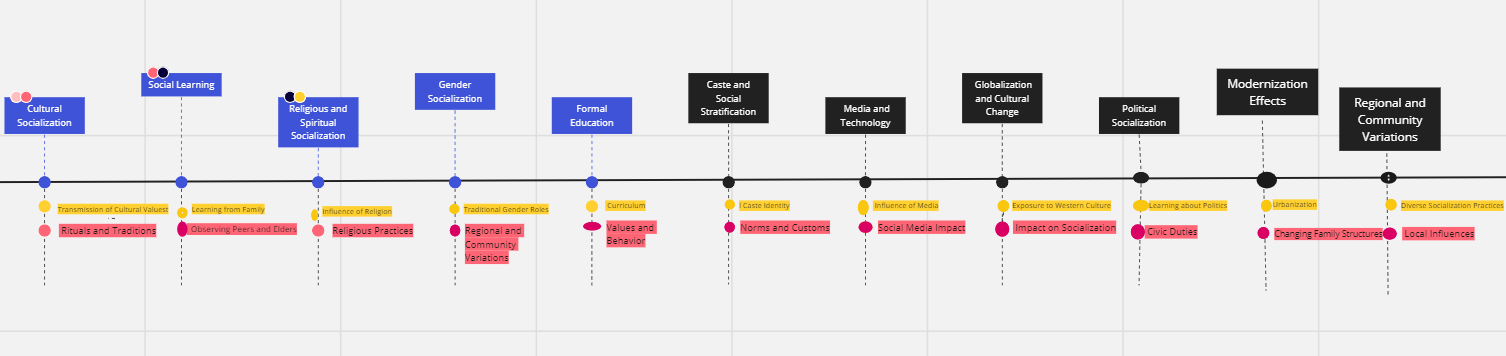 Cultural
Socialization
Transmission of Cultural Valuest
Rituals and Traditions
Social Learning
Learning from Family
Observing Peers and Elders
Religious and
Spiritual
Socialization
Influence of Religion
Religious Practices
Gender
Socialization
Traditional Gender Roles
Regional and
Community
Variations
Formal
Education
Curriculum
Values and
Behavior
Caste and
Social
Stratification
Caste Identity
Norms and Customs
Media and
Technology
Influence of Media
Social Media Impact
Globalization
and Cultural
Change
Exposure to Western Culture
Impact on Socialization
Political
Socialization
Learning about Politics
Civic Duties
Modernization
Effects
Urbanization
Changing Family Structures
Regional and
Community
Variations
Diverse Socialization Practices
Local Influences